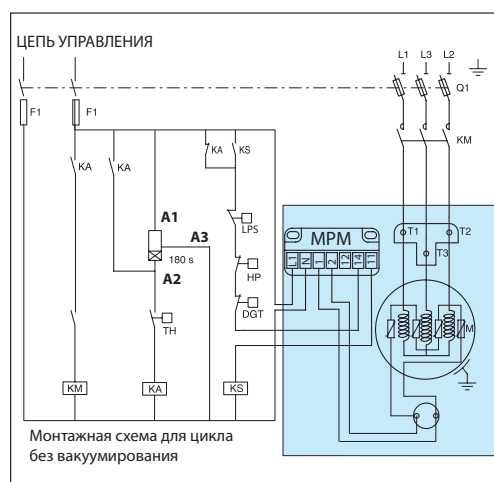 ЦЕПЬ УПРАВЛЕНИЯ
L1 L3 L2
Q1
F1 F1
KM
KA KA KA KS
A1
A3
180 s
A2
LPS
HP
DGT
TH
MPM
L1 N 1 2 12 14 11
T1 T2
T3
M
KM KA KS
Монтажная схема для цикла
без вакуумирования